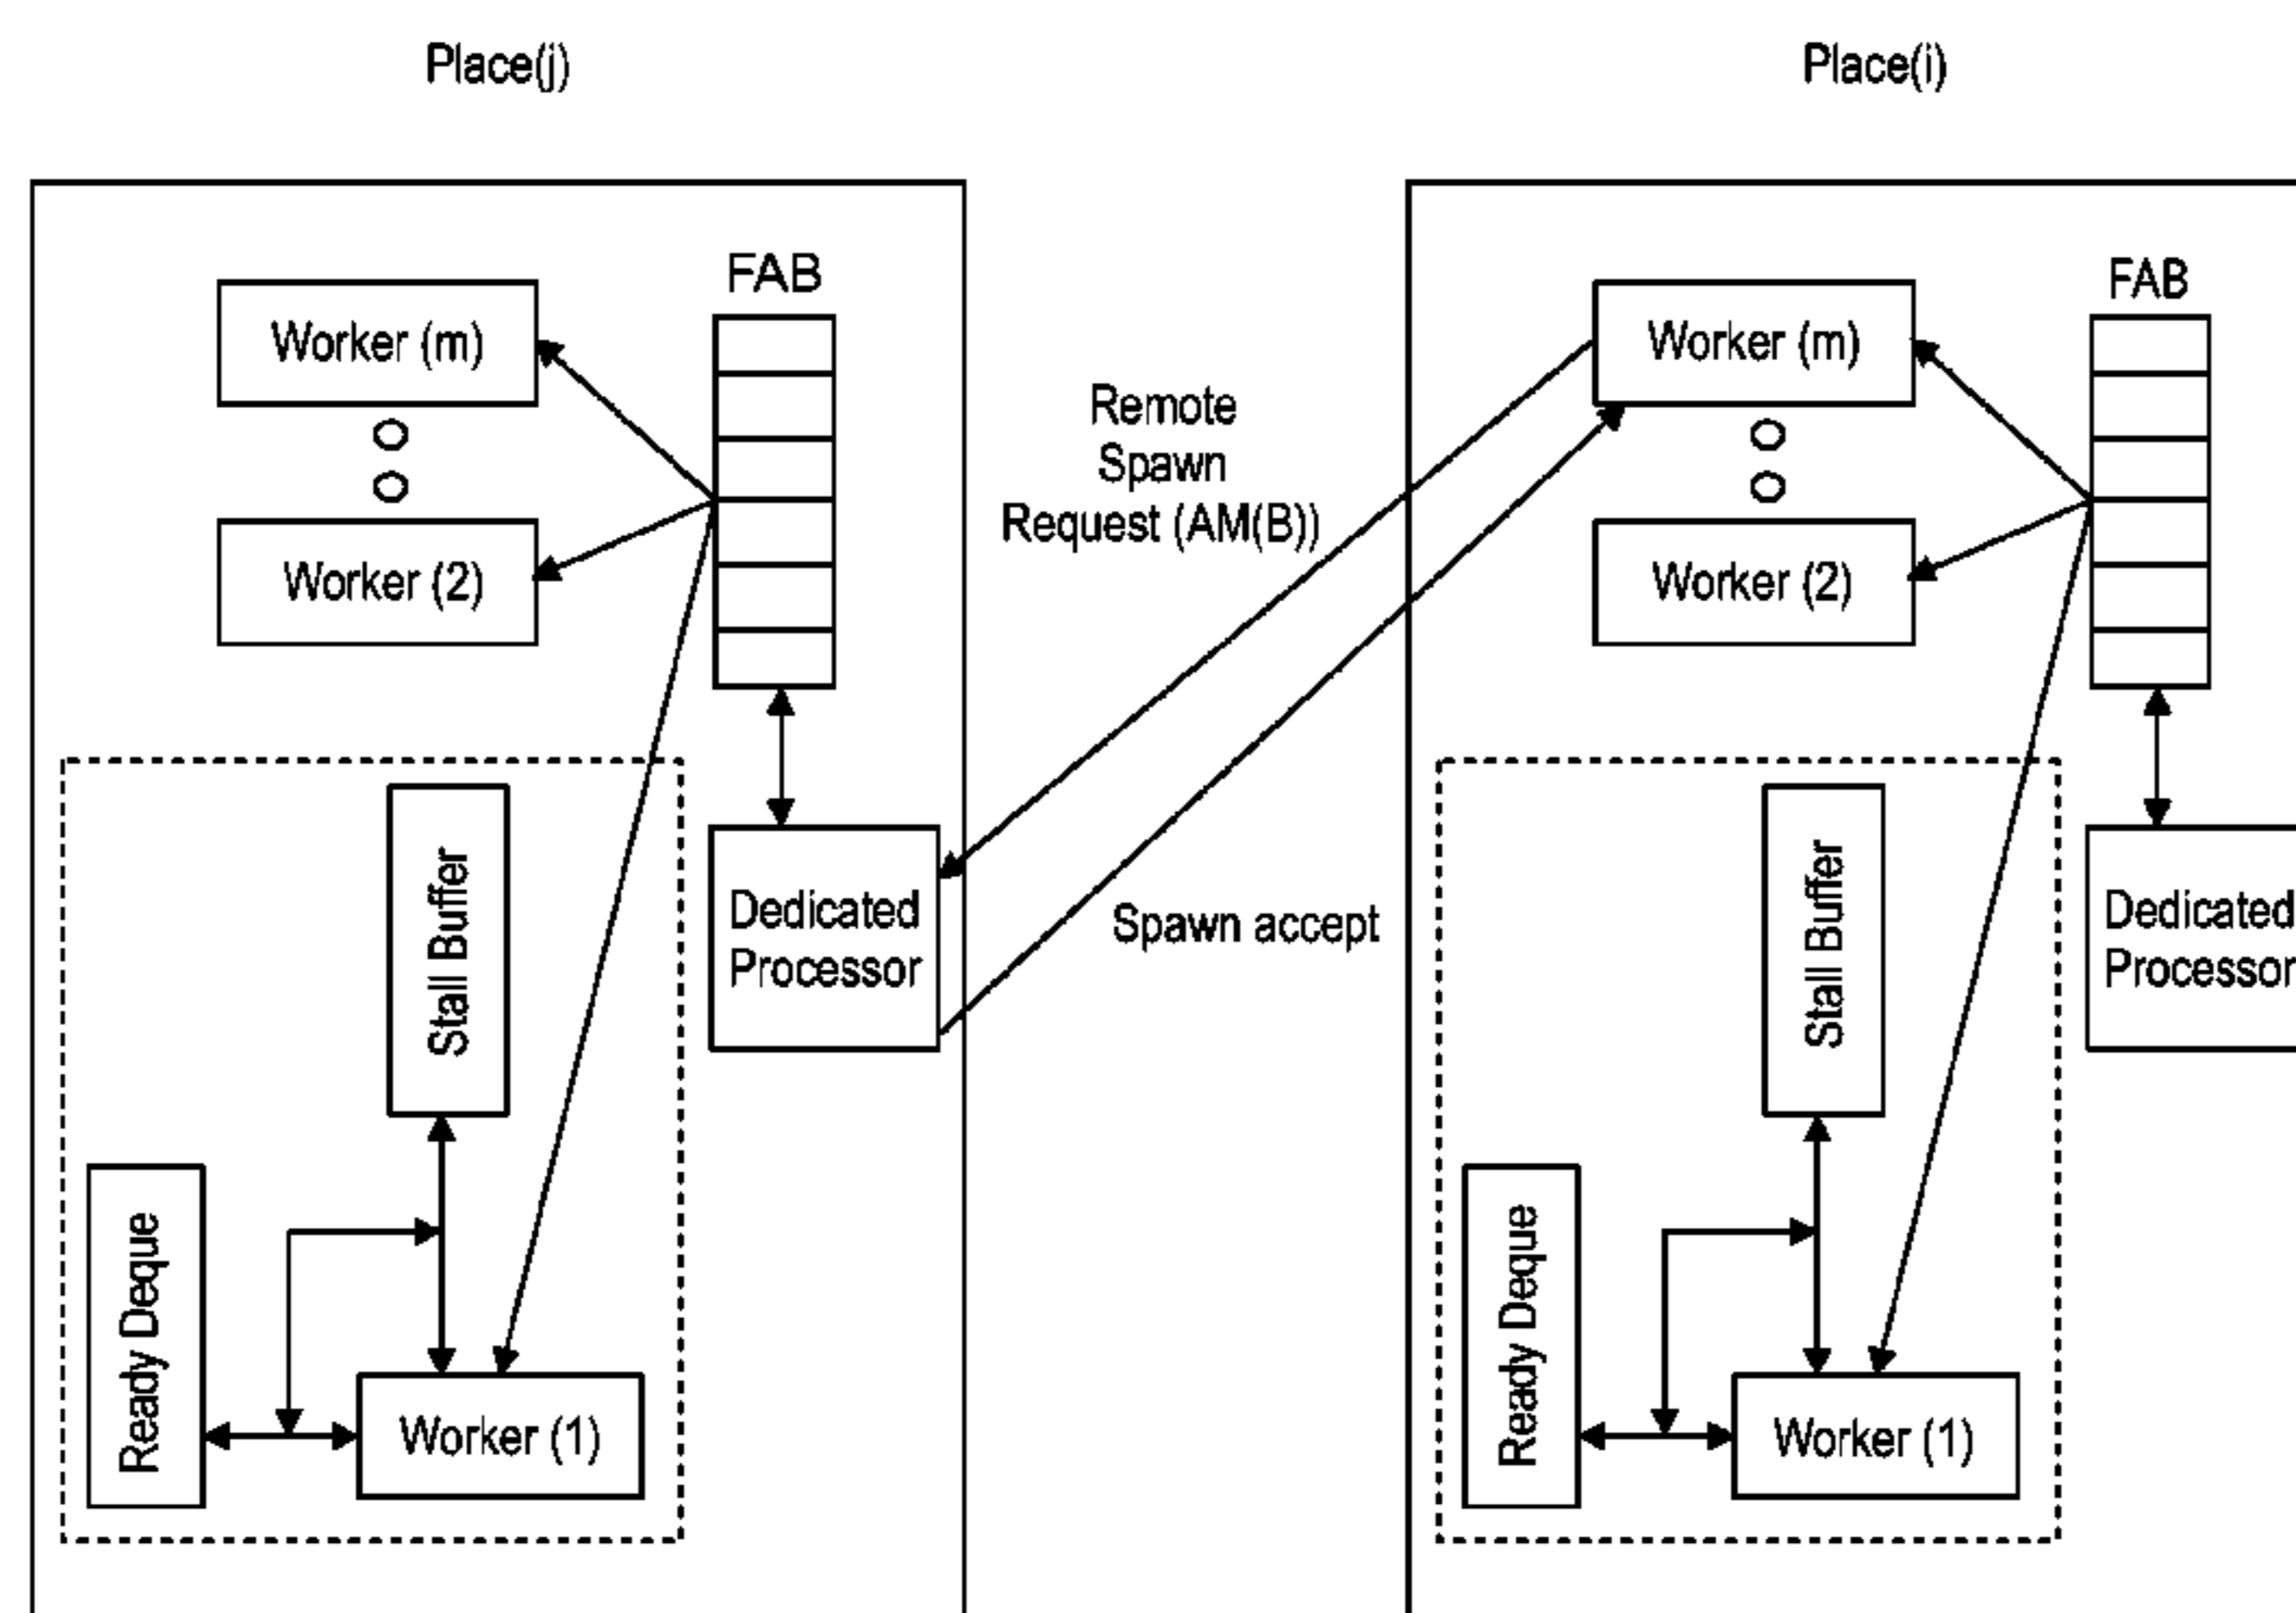 Place(j)
FAB
Worker (m)
Worker (2)
Stall Buffer
Dedicated
Processor
Ready Deque
Worker (1)
Remote
Spawn
Request (AM(B))
Spawn accept
Place(i)
FAB
Worker (m)
Worker (2)
Stall Buffer
Dedicated
Processor
Ready Deque
Worker (1)